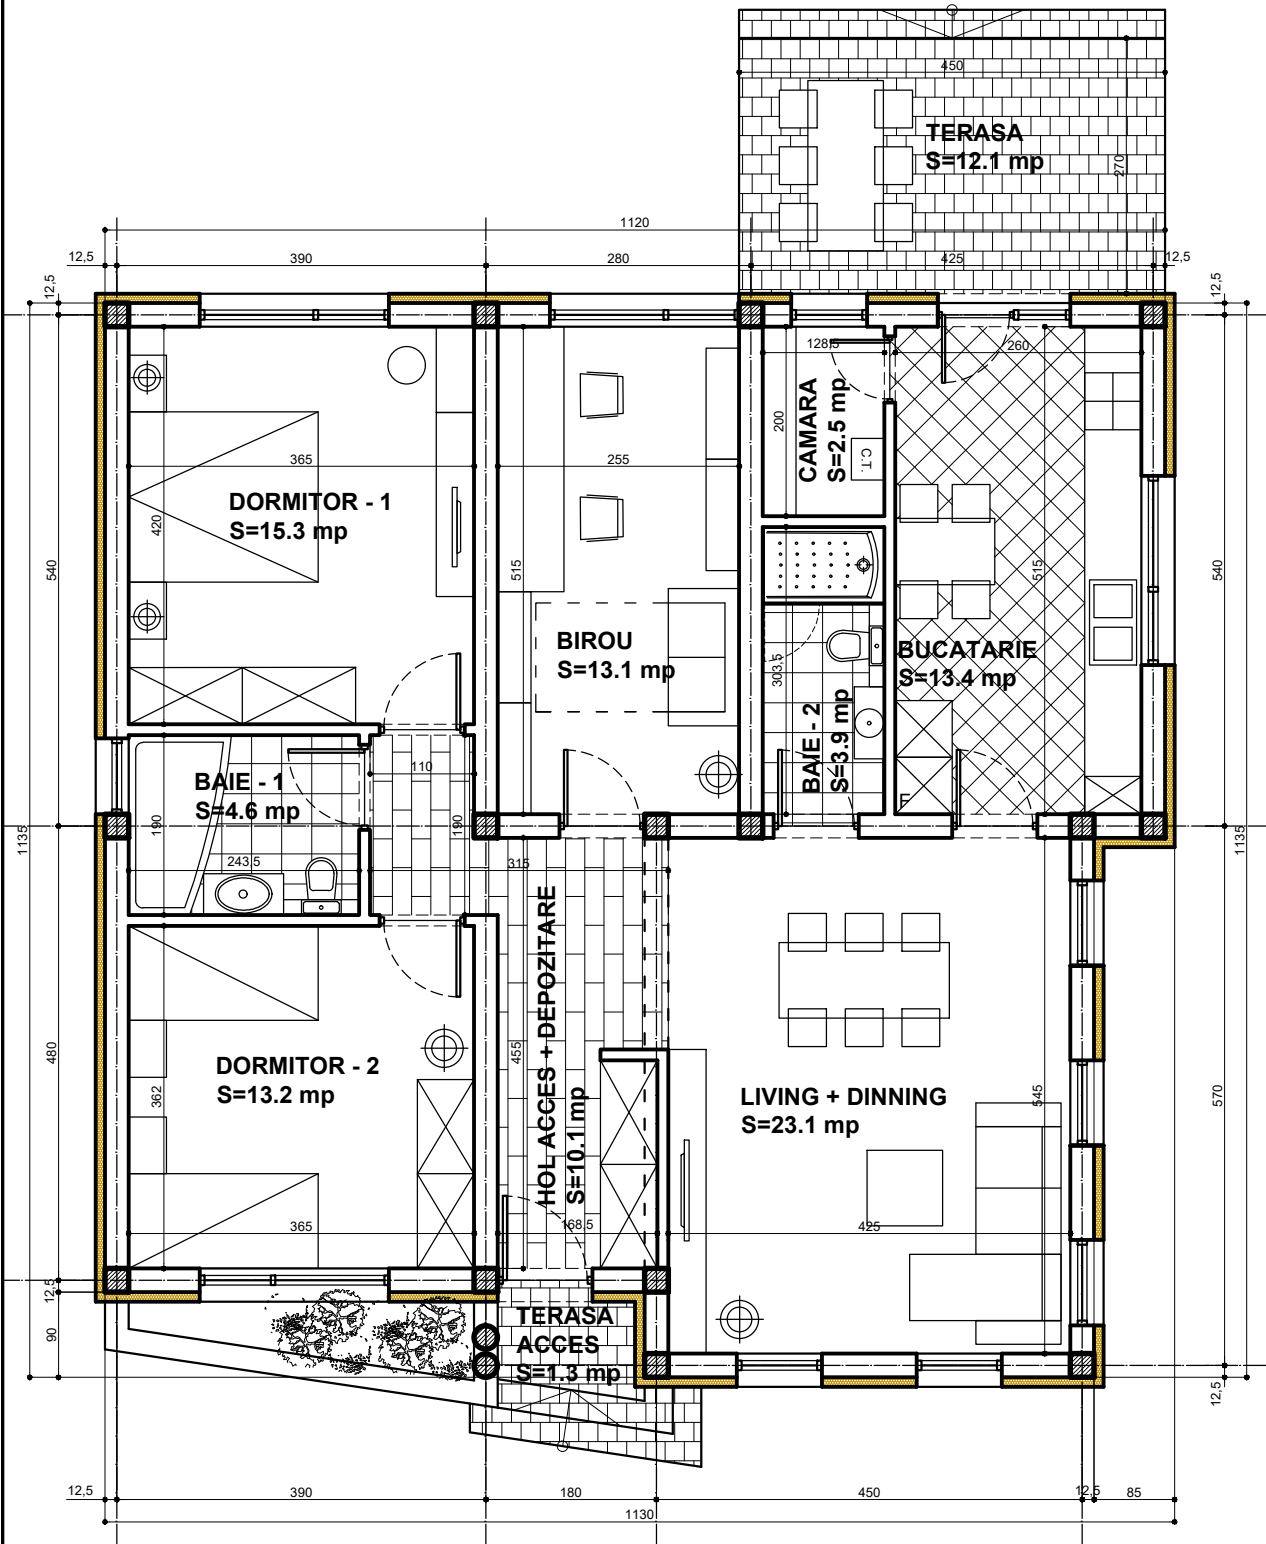 450
TERASA
S=12.1 mp
270
1120
12,5
390
280
425
12,5
12,5
12,5
128,5
260
CAMARA
S=2.5 mp
200
C.T.
365
255
DORMITOR - 1
S=15.3 mp
420
515
515
540
540
BIROU
S=13.1 mp
BUCATARIE
S=13.4 mp
303,5
BAIE - 2
S=3.9 mp
F
110
BAIE - 1
S=4.6 mp
190
190
243,5
315
1135
1135
HOL ACCES + DEPOZITARE
S=10.1 mp
DORMITOR - 2
S=13.2 mp
480
362
455
LIVING + DINNING
S=23.1 mp
545
570
365
168,5
425
12,5
90
TERASA
ACCES
S=1.3 mp
12,5
12,5
390
180
450
12,5
85
1130